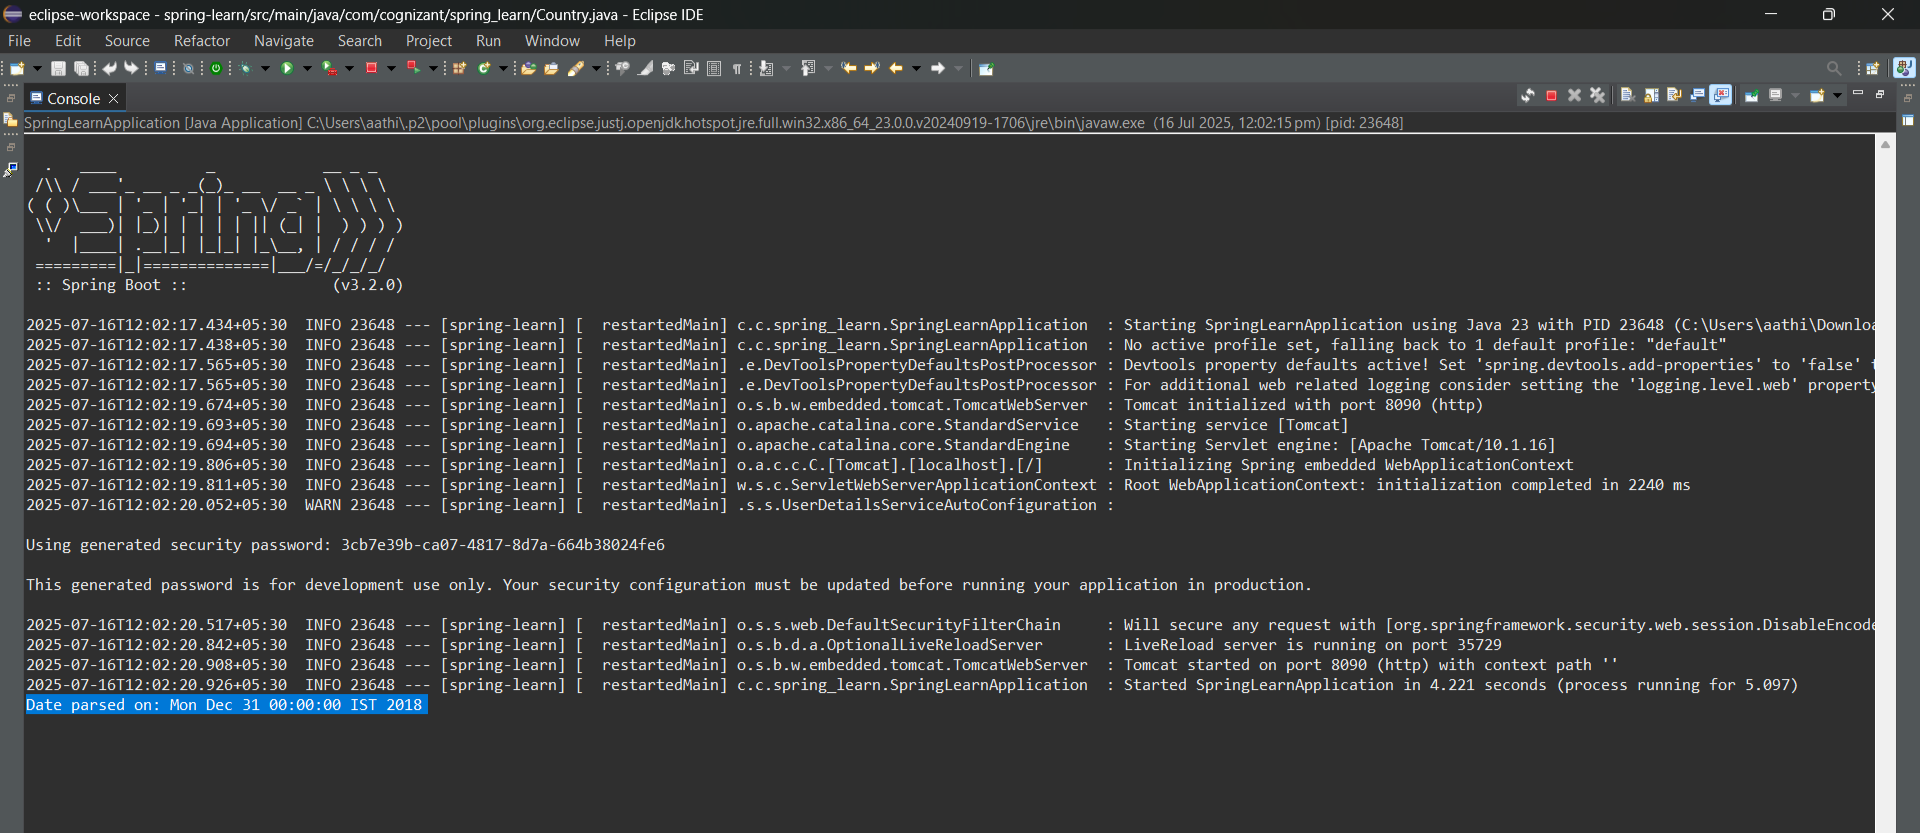 eclipse-workspace - spring-learn/src/main/java/com/cognizant/spring_learn/Country.java - Eclipse IDE
File Edit Source Refactor Navigate Search Project Run Window Help
Console
SpringLearnApplication [Java Application] C:\Users\aathi\.p2\pool\plugins\org.eclipse.justj.openjdk.hotspot.jre.full.win32.x86_64_23.0.0.v20240919-1706\jre\bin\javaw.exe (16 Jul 2025, 12:02:15 pm) [pid: 23648]
Spring
:: Spring Boot :: (v3.2.0)
2025-07-16T12:02:17.434+05:30 INFO 23648 --- [spring-learn] [ restartedMain] c.c.spring_learn.SpringLearnApplication : Starting SpringLearnApplication using Java 23 with PID 23648 (C:\Users\aathi\Downloa
2025-07-16T12:02:17.438+05:30 INFO 23648 --- [spring-learn] [ restartedMain] c.c.spring_learn.SpringLearnApplication : No active profile set, falling back to 1 default profile: "default"
2025-07-16T12:02:17.565+05:30 INFO 23648 --- [spring-learn] [ restartedMain] .e.DevToolsPropertyDefaultsPostProcessor : Devtools property defaults active! Set 'spring.devtools.add-properties' to 'false' t
2025-07-16T12:02:17.565+05:30 INFO 23648 --- [spring-learn] [ restartedMain] .e.DevToolsPropertyDefaultsPostProcessor : For additional web related logging consider setting the 'logging.level.web' property
2025-07-16T12:02:19.674+05:30 INFO 23648 --- [spring-learn] [ restartedMain] o.s.b.w.embedded.tomcat.TomcatWebServer : Tomcat initialized with port 8090 (http)
2025-07-16T12:02:19.693+05:30 INFO 23648 --- [spring-learn] [ restartedMain] o.apache.catalina.core.StandardService : Starting service [Tomcat]
2025-07-16T12:02:19.694+05:30 INFO 23648 --- [spring-learn] [ restartedMain] o.apache.catalina.core.StandardEngine : Starting Servlet engine: [Apache Tomcat/10.1.16]
2025-07-16T12:02:19.806+05:30 INFO 23648 --- [spring-learn] [ restartedMain] o.a.c.c.C.[Tomcat].[localhost].[/] : Initializing Spring embedded WebApplicationContext
2025-07-16T12:02:19.811+05:30 INFO 23648 --- [spring-learn] [ restartedMain] w.s.c.ServletWebServerApplicationContext : Root WebApplicationContext: initialization completed in 2240 ms
2025-07-16T12:02:20.052+05:30 WARN 23648 --- [spring-learn] [ restartedMain] .s.s.UserDetailsServiceAutoConfiguration :
Using generated security password: 3cb7e39b-ca07-4817-8d7a-664b38024fe6
This generated password is for development use only. Your security configuration must be updated before running your application in production.
2025-07-16T12:02:20.517+05:30 INFO 23648 --- [spring-learn] [ restartedMain] o.s.s.web.DefaultSecurityFilterChain : Will secure any request with [org.springframework.security.web.session.DisableEncode
2025-07-16T12:02:20.842+05:30 INFO 23648 --- [spring-learn] [ restartedMain] o.s.b.d.a.OptionalLiveReloadServer : LiveReload server is running on port 35729
2025-07-16T12:02:20.908+05:30 INFO 23648 --- [spring-learn] [ restartedMain] o.s.b.w.embedded.tomcat.TomcatWebServer : Tomcat started on port 8090 (http) with context path ''
2025-07-16T12:02:20.926+05:30 INFO 23648 --- [spring-learn] [ restartedMain] c.c.spring_learn.SpringLearnApplication : Started SpringLearnApplication in 4.221 seconds (process running for 5.097)
Date parsed on: Mon Dec 31 00:00:00 IST 2018